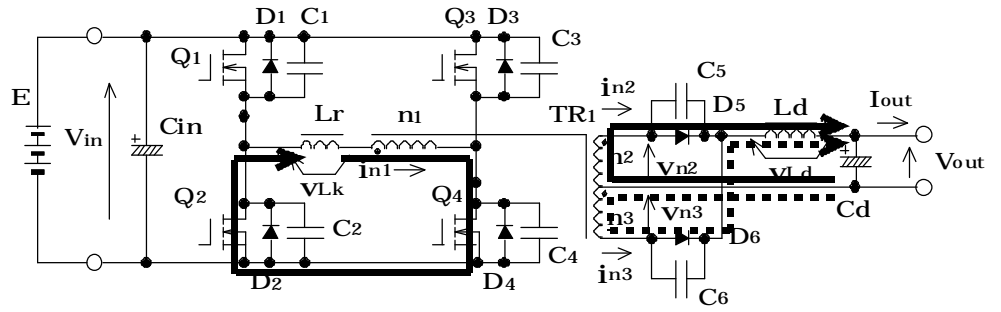 D1 C1 Q3 D3
Q1 C3
E Lr n1 TR1 in2 C5 D5 Ld Iout
Vin Cin
in1 n2 vn2 vLd Vout
vLk
Q2 Q4 vn3 Cd
C2 n3 D6
C4 in3
D2 D4 C6
+
+